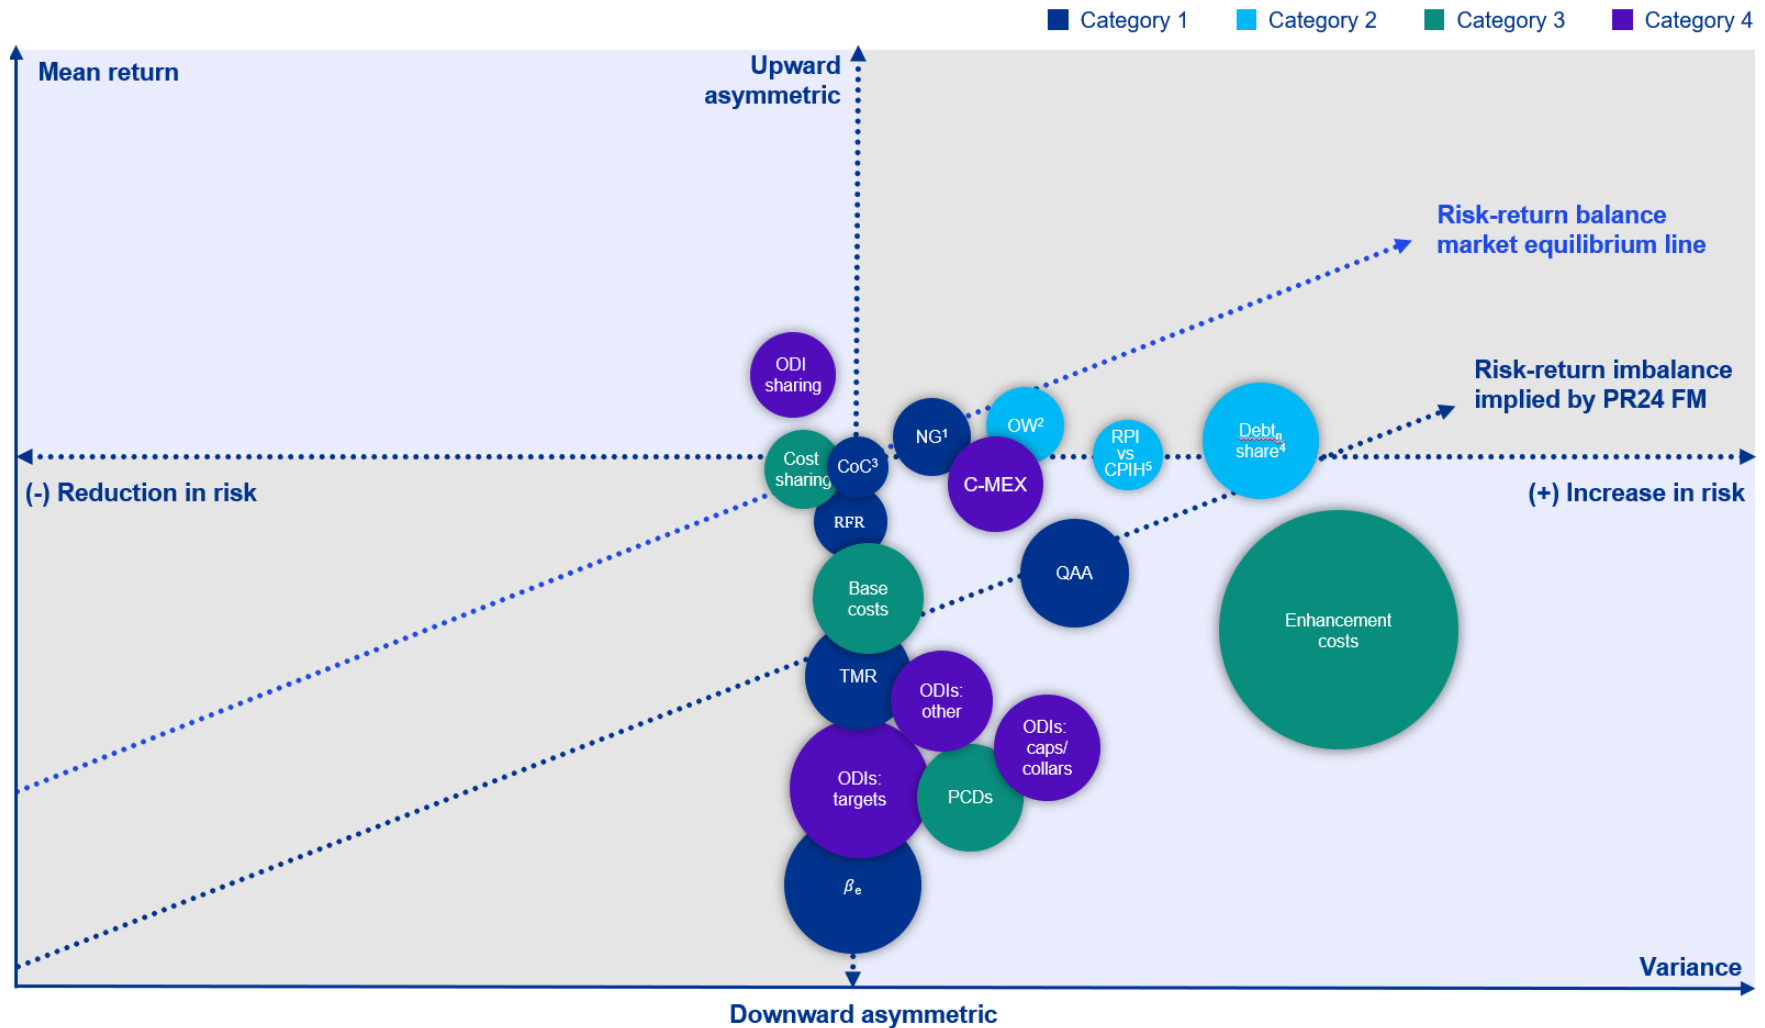 Category 1
Category 2
Category 3
Category 4
Mean return
Upward
asymmetric
Risk-return balance
market equilibrium line
Risk-return imbalance
implied by PR24 FM
ODI
sharing
NG¹
OW²
RPI
vs
CPIH⁵
Debtₙ
share⁴
Cost
sharing
CoC³
C-MEX
(-) Reduction in risk
(+) Increase in risk
RFR
QAA
Base
costs
Enhancement
costs
TMR
ODIs:
other
ODIs:
caps/
collars
ODIs:
targets
PCDs
βₑ
Variance
Downward asymmetric